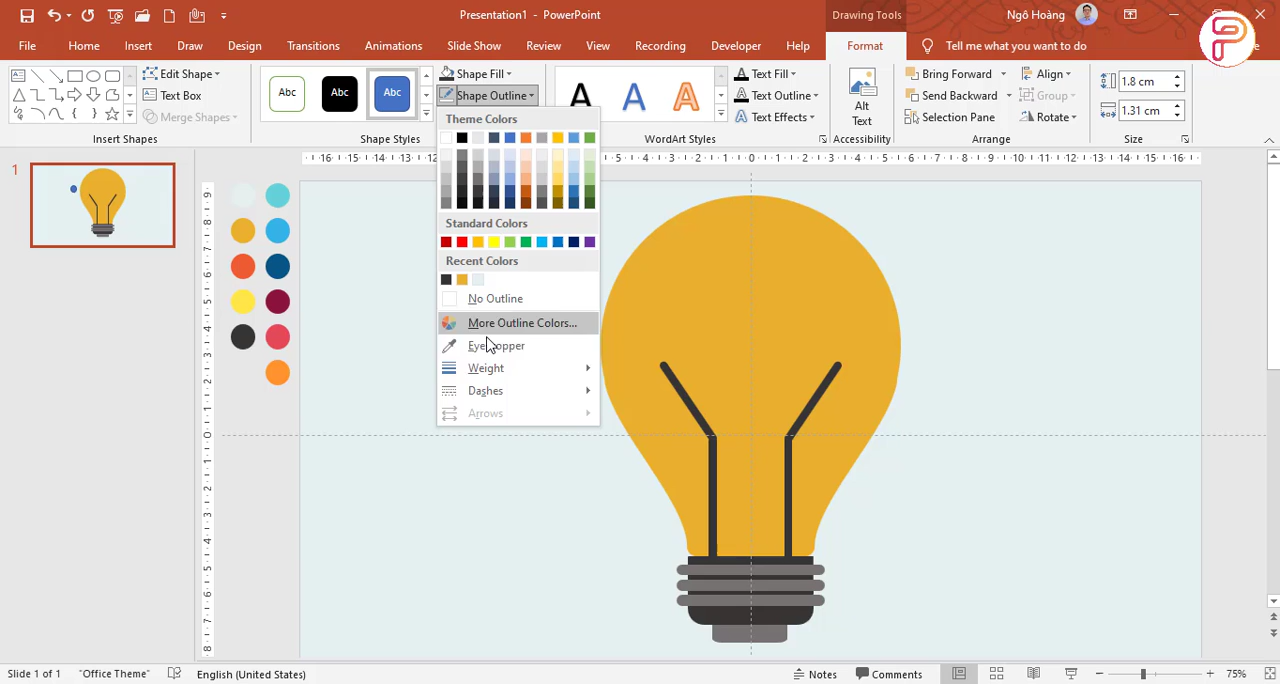 Presentation1 - PowerPoint
Drawing Tools
Ngô Hoàng
File Home Insert Draw Design Transitions Animations Slide Show Review View Recording Developer Help Format Tell me what you want to do
Edit Shape
Text Box
Merge Shapes
Insert Shapes
Abc Abc Abc
Shape Fill
Shape Outline
Shape Styles
A A A
Text Fill
Text Outline
Text Effects
WordArt Styles
Alt
Text
Accessibility
Bring Forward
Send Backward
Selection Pane
Align
Group
Rotate
Arrange
1.8 cm
1.31 cm
Size
Theme Colors
Standard Colors
Recent Colors
No Outline
More Outline Colors...
Weight
Dashes
Arrows
1
Slide 1 of 1 "Office Theme" English (United States) Notes Comments 75%